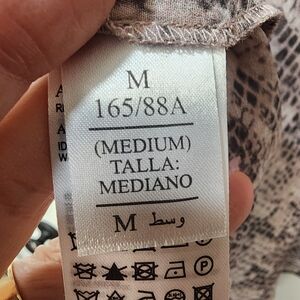 M
165/88A
(MEDIUM)
TALLA:
MEDIANO
M وسط